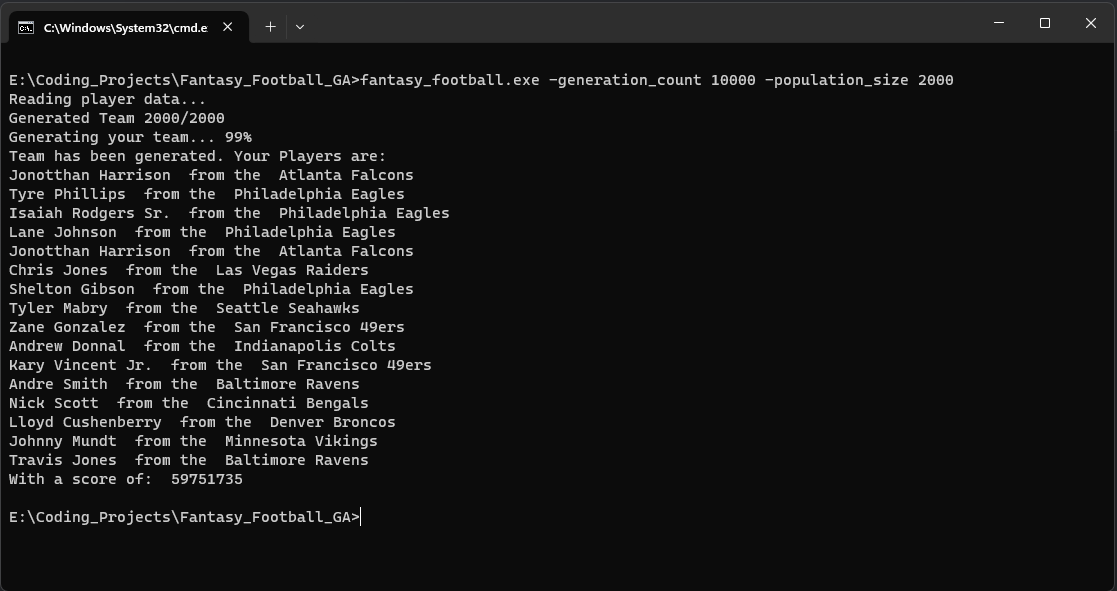 C:\Windows\System32\cmd.e
E:\Coding_Projects\Fantasy_Football_GA>fantasy_football.exe -generation_count 10000 -population_size 2000
Reading player data...
Generated Team 2000/2000
Generating your team... 99%
Team has been generated. Your Players are:
Jonotthan Harrison  from the  Atlanta Falcons
Tyre Phillips  from the  Philadelphia Eagles
Isaiah Rodgers Sr.  from the  Philadelphia Eagles
Lane Johnson  from the  Philadelphia Eagles
Jonotthan Harrison  from the  Atlanta Falcons
Chris Jones  from the  Las Vegas Raiders
Shelton Gibson  from the  Philadelphia Eagles
Tyler Mabry  from the  Seattle Seahawks
Zane Gonzalez  from the  San Francisco 49ers
Andrew Donnal  from the  Indianapolis Colts
Kary Vincent Jr.  from the  San Francisco 49ers
Andre Smith  from the  Baltimore Ravens
Nick Scott  from the  Cincinnati Bengals
Lloyd Cushenberry  from the  Denver Broncos
Johnny Mundt  from the  Minnesota Vikings
Travis Jones  from the  Baltimore Ravens
With a score of:  59751735
E:\Coding_Projects\Fantasy_Football_GA>